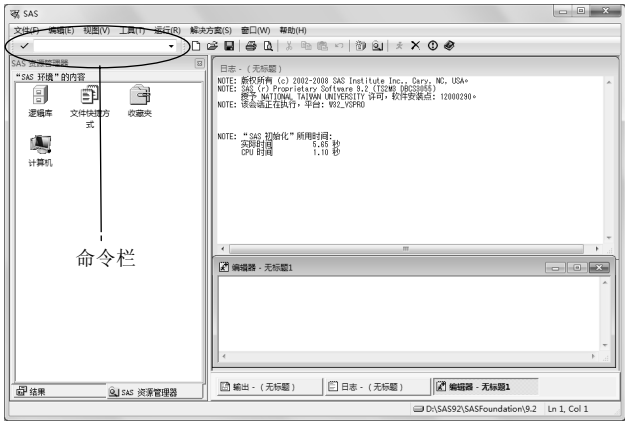 SAS
文件(F) 编辑(E) 视图(V) 工具(T) 运行(R) 解决方案(S) 窗口(W) 帮助(H)
SAS 资源管理器
“SAS 环境”的内容
逻辑库
文件快捷方式
收藏夹
计算机
命令栏
日志 - (无标题)
NOTE: 版权所有 (c) 2002-2008 SAS Institute Inc., Cary, NC, USA。
NOTE: SAS (r) Proprietary Software 9.2 (TS2M3 DBCS3055)
授予 NATIONAL TAIWAN UNIVERSITY 许可，软件安装点: 12000290。
NOTE: 该会话正在执行，平台: W32_VSPRO
NOTE: “SAS 初始化”所用时间:
实际时间 5.65 秒
CPU 时间 1.10 秒
编辑器 - 无标题1
结果
SAS 资源管理器
输出 - (无标题)
日志 - (无标题)
编辑器 - 无标题1
D:\SAS92\SASFoundation\9.2
Ln 1, Col 1